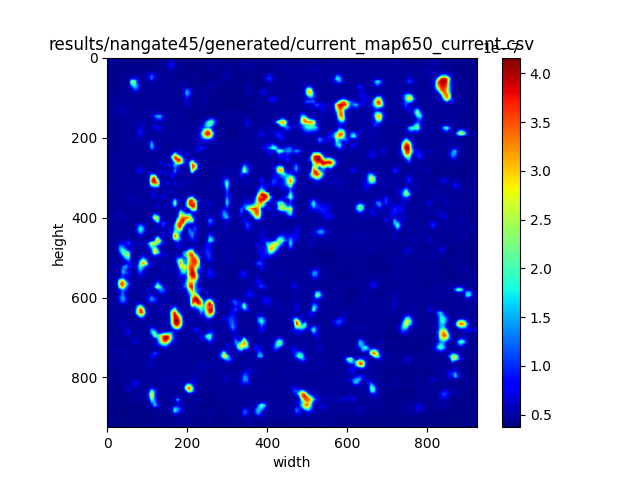 results/nangate45/generated/current_map650_current.csv
1e−7
0
200
400
600
800
height
0 200 400 600 800
width
4.0
3.5
3.0
2.5
2.0
1.5
1.0
0.5